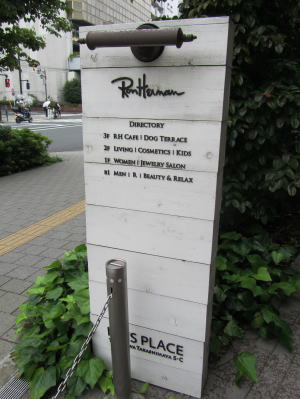 Ron Herman
DIRECTORY
3F R.H CAFE | DOG TERRACE
2F LIVING | COSMETICS | KIDS
1F WOMEN | JEWELRY SALON
B1 MEN | R | BEAUTY & RELAX
PLACE
TAKASHIMAYA S·C